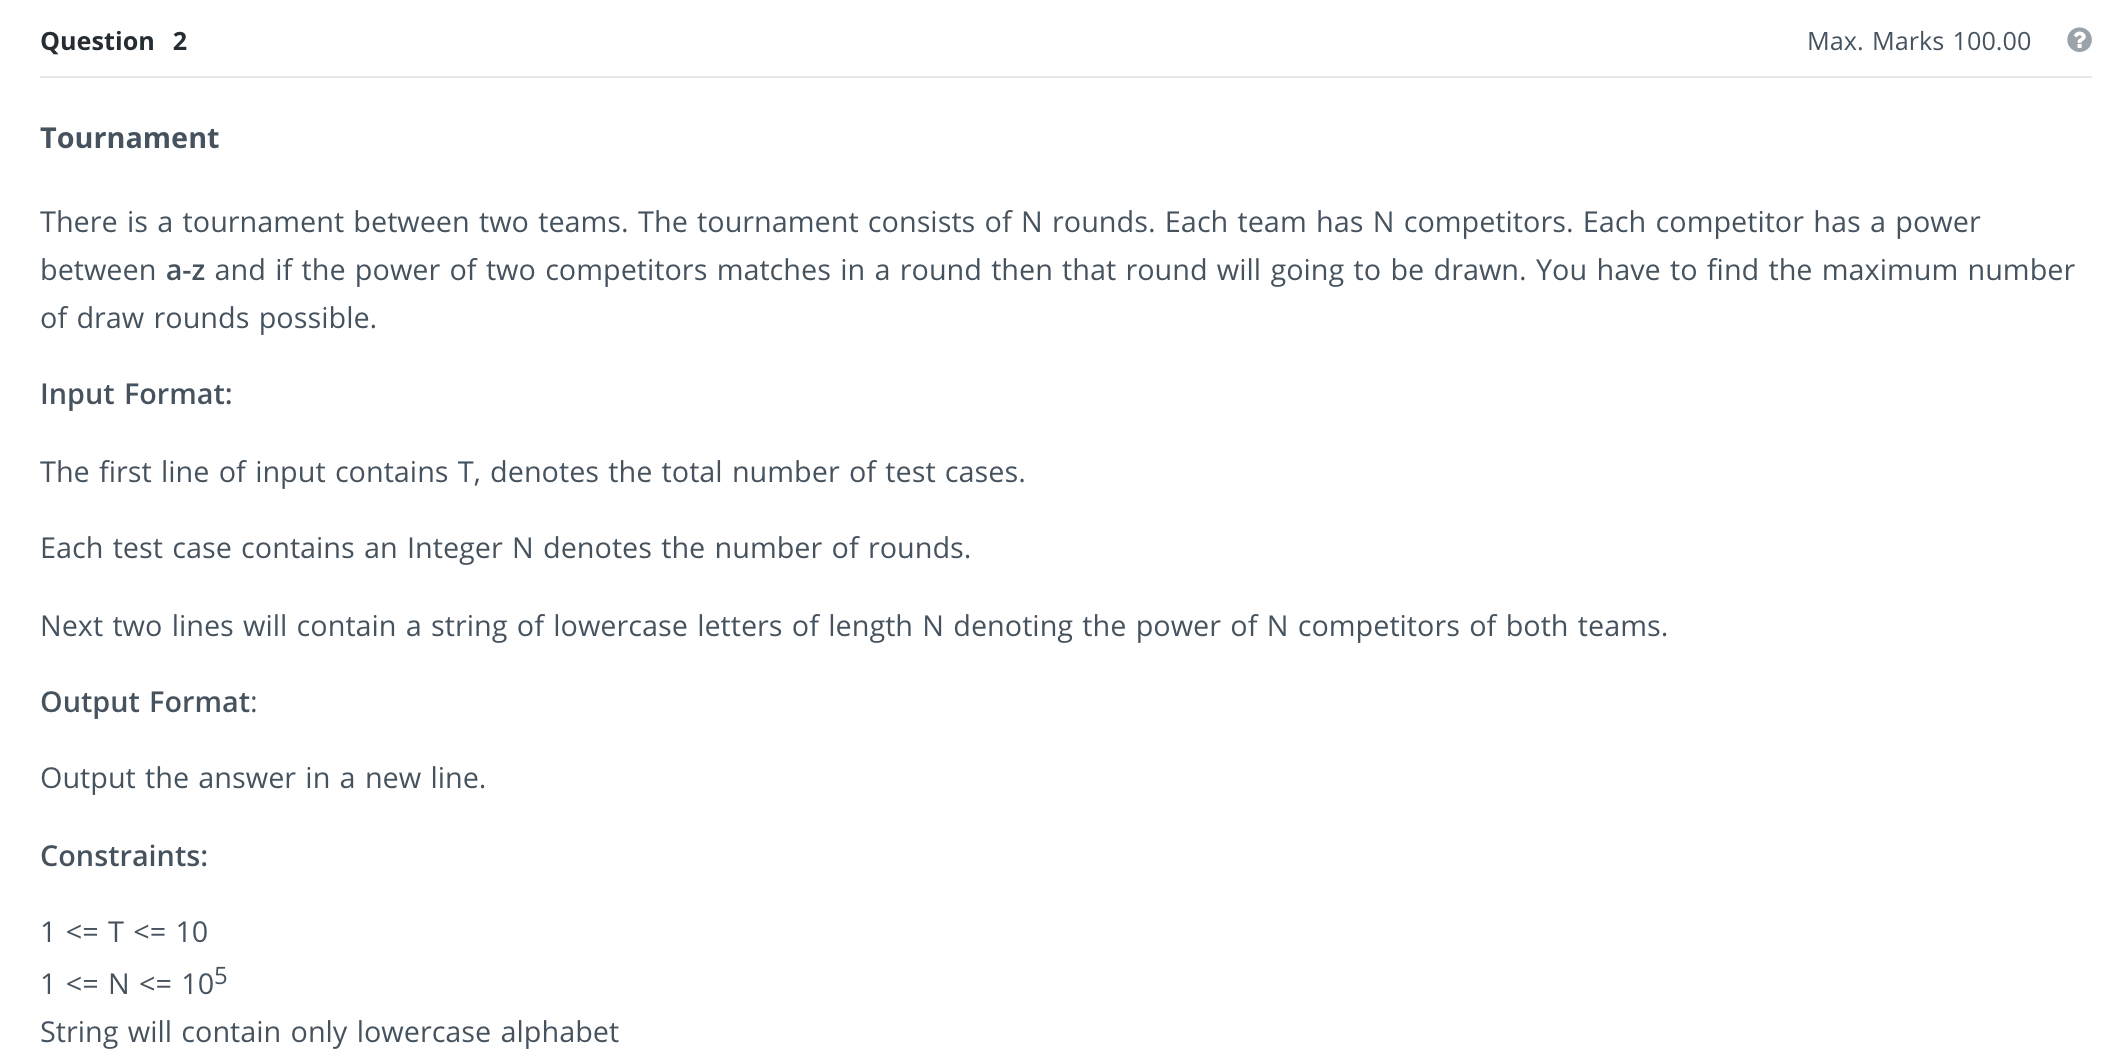 Question 2
Max. Marks 100.00
?
Tournament
There is a tournament between two teams. The tournament consists of N rounds. Each team has N competitors. Each competitor has a power
between a-z and if the power of two competitors matches in a round then that round will going to be drawn. You have to find the maximum number
of draw rounds possible.
Input Format:
The first line of input contains T, denotes the total number of test cases.
Each test case contains an Integer N denotes the number of rounds.
Next two lines will contain a string of lowercase letters of length N denoting the power of N competitors of both teams.
Output Format:
Output the answer in a new line.
Constraints:
1 <= T <= 10
1 <= N <= 10⁵
String will contain only lowercase alphabet